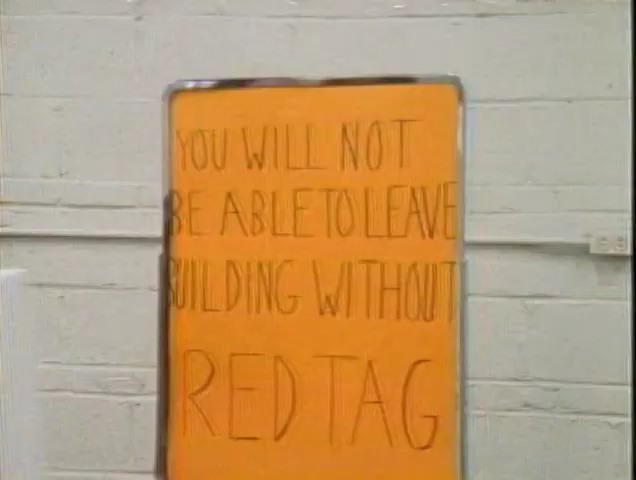 YOU WILL NOT
BE ABLE TO LEAVE
BUILDING WITHOUT
RED TAG